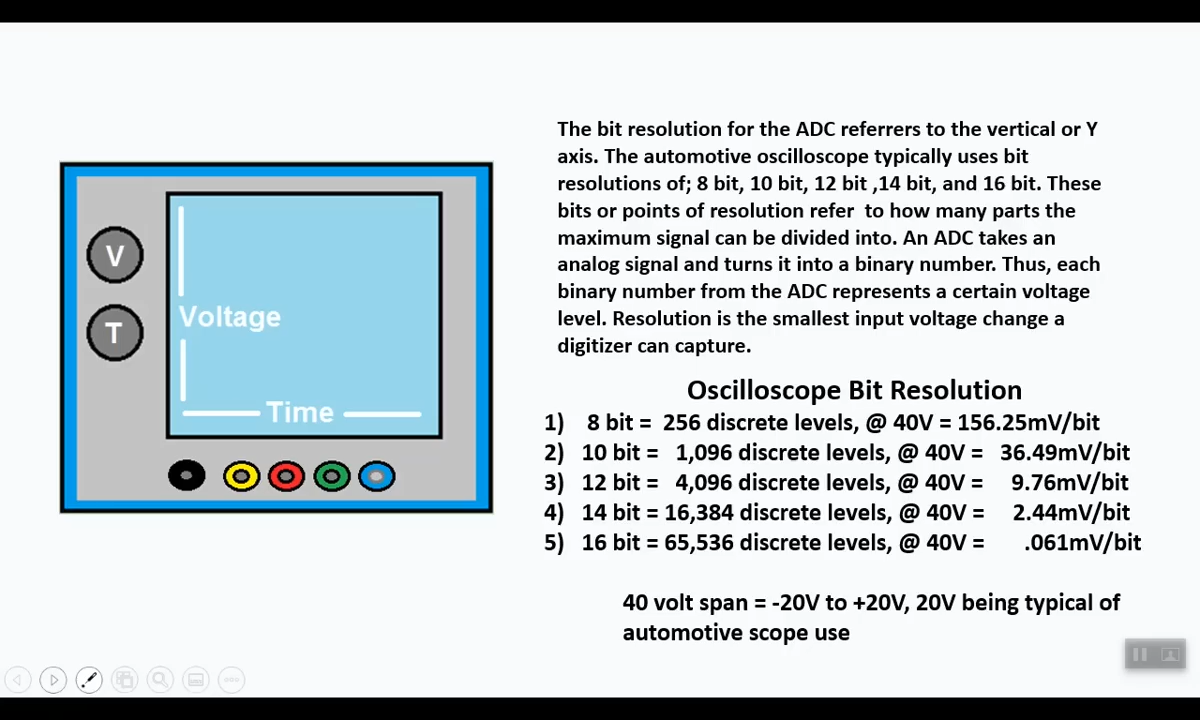 The bit resolution for the ADC referrers to the vertical or Y
axis. The automotive oscilloscope typically uses bit
resolutions of; 8 bit, 10 bit, 12 bit ,14 bit, and 16 bit. These
bits or points of resolution refer to how many parts the
maximum signal can be divided into. An ADC takes an
analog signal and turns it into a binary number. Thus, each
binary number from the ADC represents a certain voltage
level. Resolution is the smallest input voltage change a
digitizer can capture.
V
T
Voltage
Time
Oscilloscope Bit Resolution
1) 8 bit = 256 discrete levels, @ 40V = 156.25mV/bit
2) 10 bit = 1,096 discrete levels, @ 40V = 36.49mV/bit
3) 12 bit = 4,096 discrete levels, @ 40V = 9.76mV/bit
4) 14 bit = 16,384 discrete levels, @ 40V = 2.44mV/bit
5) 16 bit = 65,536 discrete levels, @ 40V = .061mV/bit
40 volt span = -20V to +20V, 20V being typical of
automotive scope use